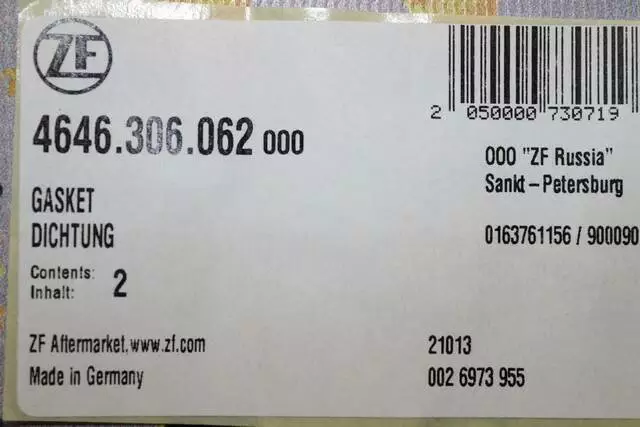 ZF
4646.306.062 000
GASKET
DICHTUNG
Contents:
Inhalt: 2
ZF Aftermarket, www.zf.com
Made in Germany
2 050000 730719
OOO "ZF Russia"
Sankt-Petersburg
0163761156 / 900090
21013
002 6973 955